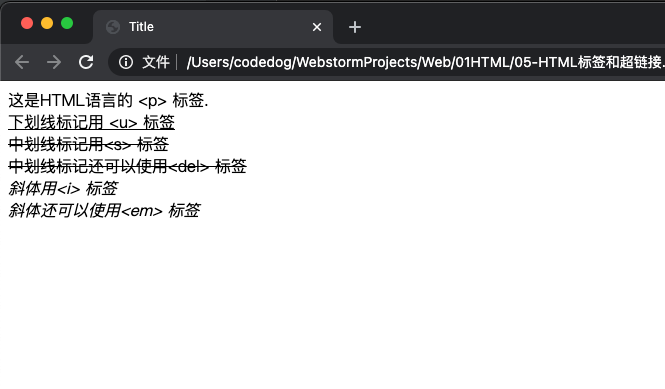 Title
文件 /Users/codedog/WebstormProjects/Web/01HTML/05-HTML标签和超链接.
这是HTML语言的 <p> 标签.
下划线标记用 <u> 标签
中划线标记用<s> 标签
中划线标记还可以使用<del> 标签
斜体用<i> 标签
斜体还可以使用<em> 标签